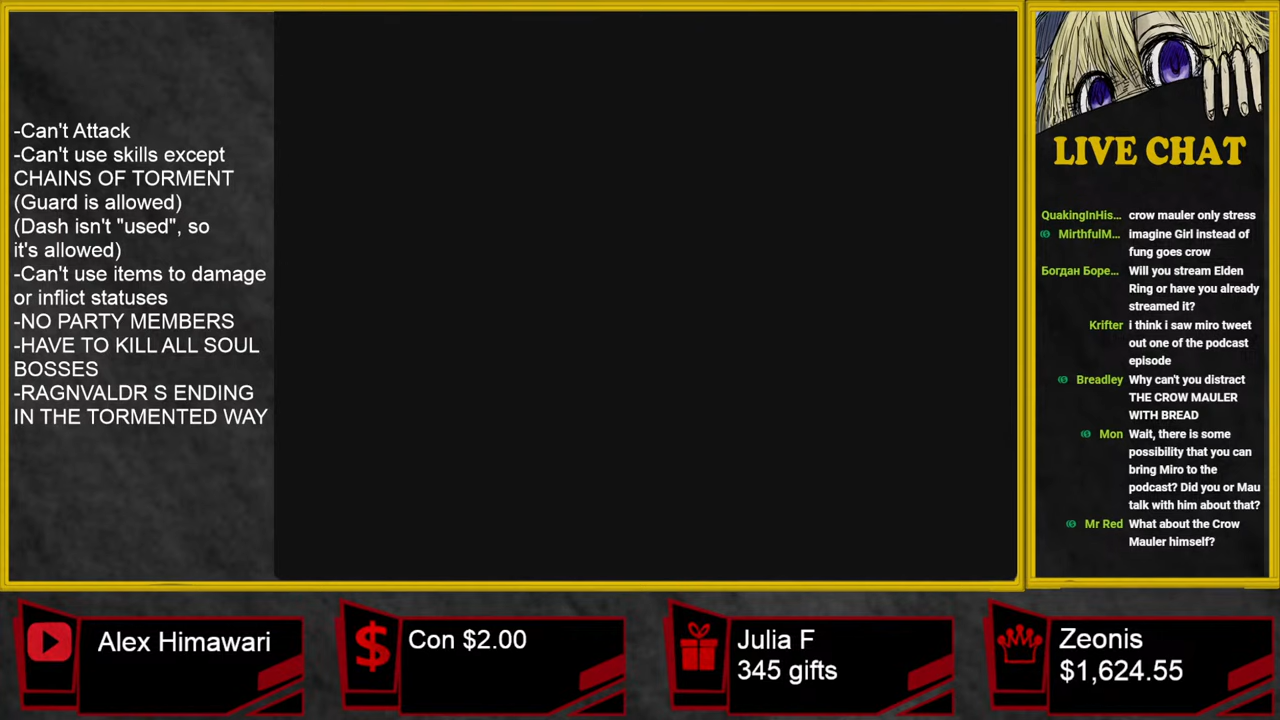 -Can't Attack
-Can't use skills except
CHAINS OF TORMENT
(Guard is allowed)
(Dash isn't "used", so
it's allowed)
-Can't use items to damage
or inflict statuses
-NO PARTY MEMBERS
-HAVE TO KILL ALL SOUL
BOSSES
-RAGNVALDR S ENDING
IN THE TORMENTED WAY
LIVE CHAT
QuakingInHis... crow mauler only stress
MirthfulM... imagine Girl instead of
fung goes crow
Богдан Боре... Will you stream Elden
Ring or have you already
streamed it?
Krifter i think i saw miro tweet
out one of the podcast
episode
Breadley Why can't you distract
THE CROW MAULER
WITH BREAD
Mon Wait, there is some
possibility that you can
bring Miro to the
podcast? Did you or Mau
talk with him about that?
Mr Red What about the Crow
Mauler himself?
Alex Himawari
Con $2.00
Julia F
345 gifts
Zeonis
$1,624.55